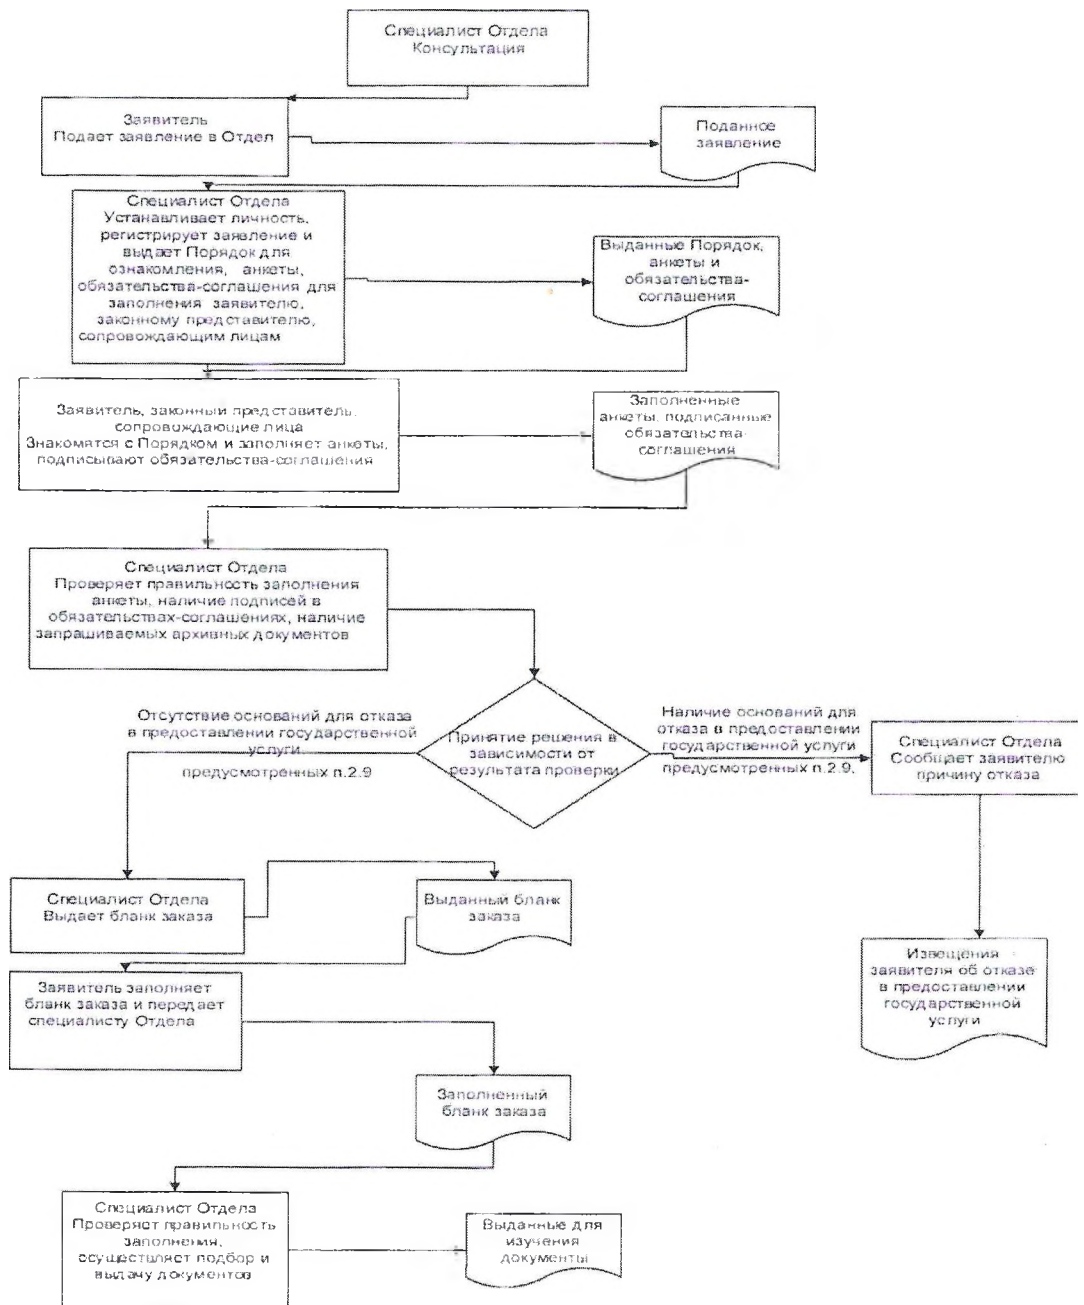 Специалист Отдела
Консультация
Заявитель
Подает заявление в Отдел
Поданное
заявление
Специалист Отдела
Устанавливает личность,
регистрирует заявление и
выдает Порядок для
ознакомления, анкеты,
обязательства-соглашения для
заполнения заявителю,
законному представителю,
сопровождающим лицам
Выданные Порядок,
анкеты и
обязательства-
соглашения
Заявитель, законный представитель,
сопровождающие лица
Знакомятся с Порядком и заполняет анкеты,
подписывают обязательства-соглашения
Заполненные
анкеты, подписанные
обязательства-
соглашения
Специалист Отдела
Проверяет правильность заполнения
анкеты, наличие подписей в
обязательствах-соглашениях, наличие
запрашиваемых архивных документов
Отсутствие оснований для отказа
в предоставлении государственной
услуги
предусмотренных п.2.9
Принятие решения в
зависимости от
результата проверки
Наличие оснований для
отказа в предоставлении
государственной услуги
предусмотренных п.2.9.
Специалист Отдела
Сообщает заявителю
причину отказа
Специалист Отдела
Выдает бланк заказа
Выданный бланк
заказа
Извещения
заявителя об отказе
в предоставлении
государственной
услуги
Заявитель заполняет
бланк заказа и передает
специалисту Отдела
Заполненный
бланк заказа
Специалист Отдела
Проверяет правильность
заполнения,
осуществляет подбор и
выдачу документов
Выданные для
изучения
документы